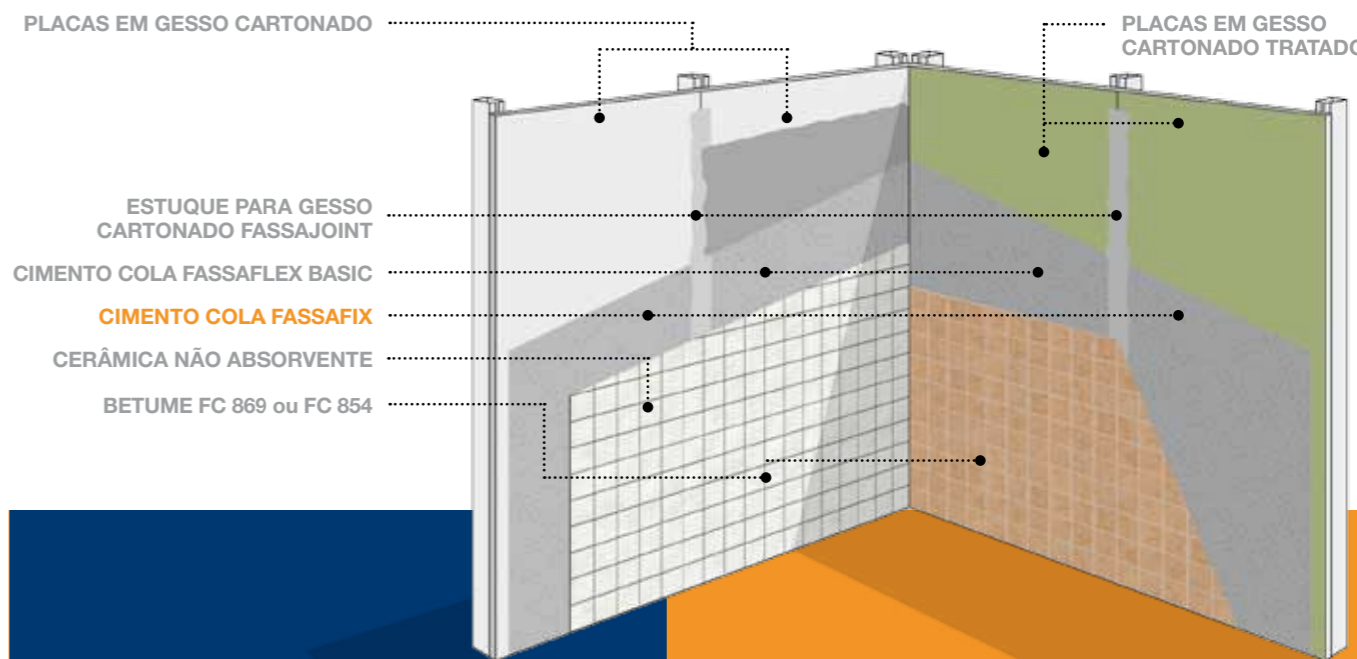 PLACAS EM GESSO CARTONADO
PLACAS EM GESSO
CARTONADO TRATADO
ESTUQUE PARA GESSO
CARTONADO FASSAJOINT
CIMENTO COLA FASSAFLEX BASIC
CIMENTO COLA FASSAFIX
CERÂMICA NÃO ABSORVENTE
BETUME FC 869 ou FC 854